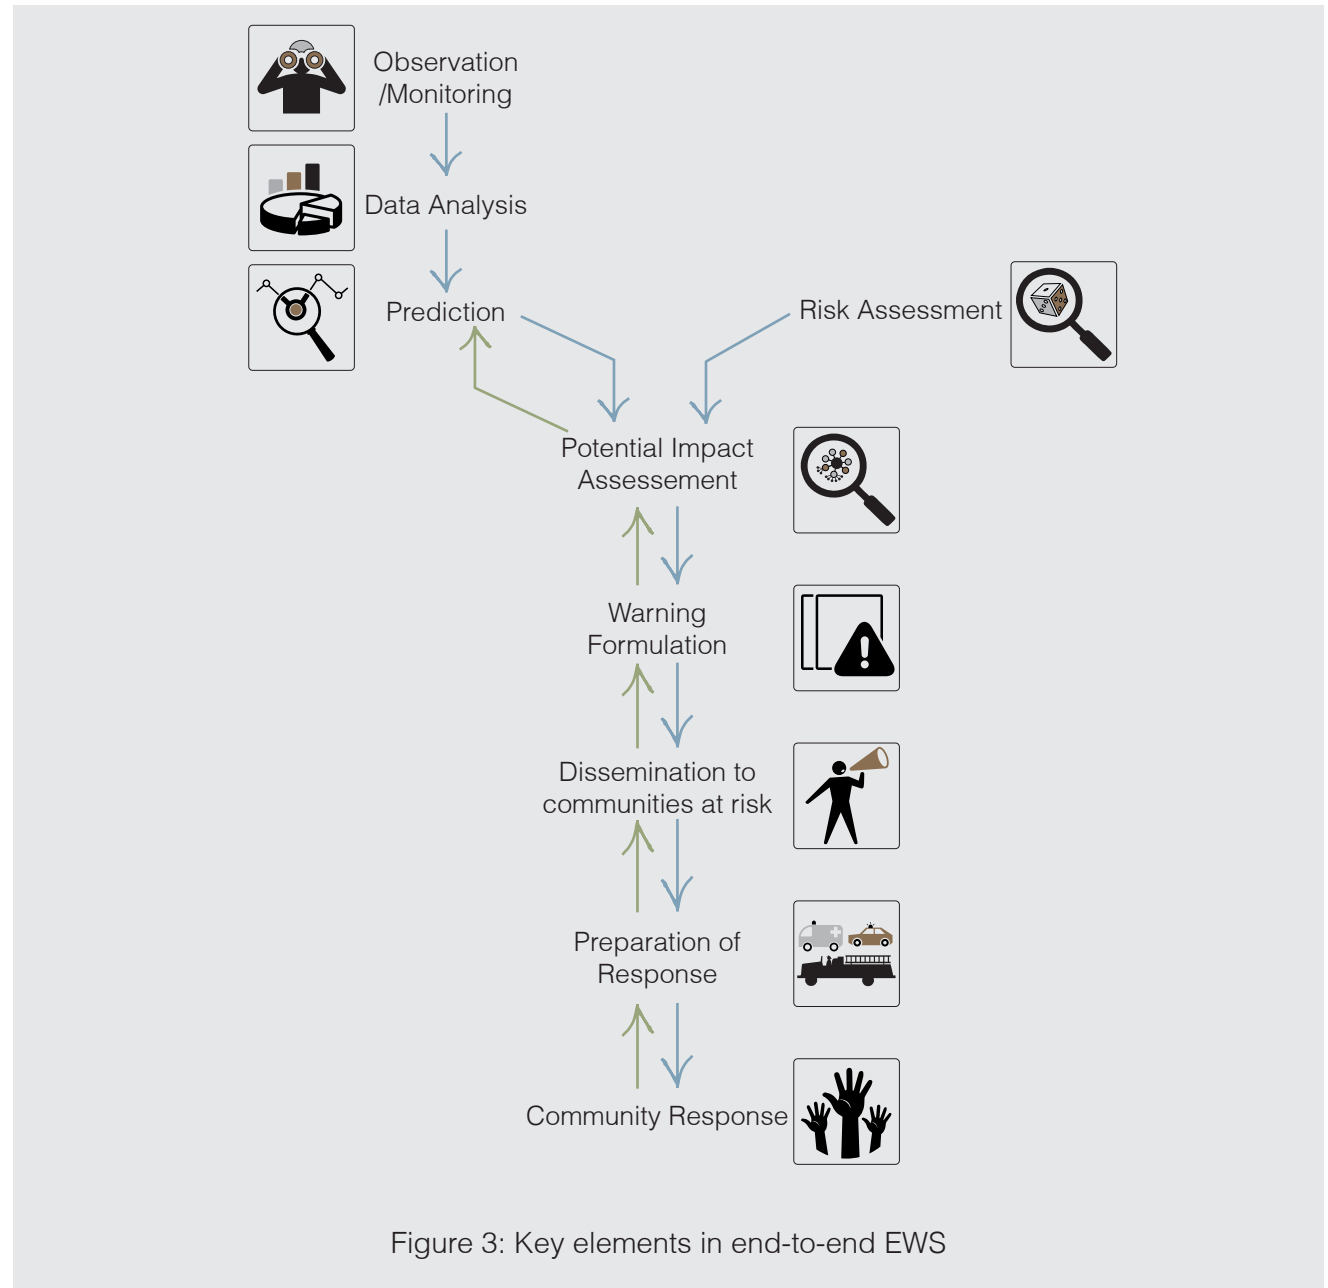 Observation
/Monitoring
Data Analysis
Prediction
Risk Assessment
Potential Impact
Assessement
Warning
Formulation
Dissemination to
communities at risk
Preparation of
Response
Community Response
Figure 3: Key elements in end-to-end EWS